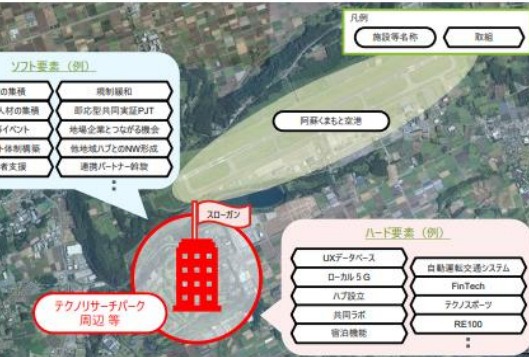 凡例
施設等名称
取組
ソフト要素（例）
の集積
規制緩和
人材の集積
即応型共同実証PJT
イベント
地場企業とつながる機会
ト体制構築
他地域ハブとのNW形成
者支援
連携パートナー斡旋
阿蘇くまもと空港
スローガン
テクノリサーチパーク
周辺 等
ハード要素（例）
UXデータベース
自動運転交通システム
ローカル５G
FinTech
ハブ設立
テクノスポーツ
共同ラボ
RE100
宿泊機能